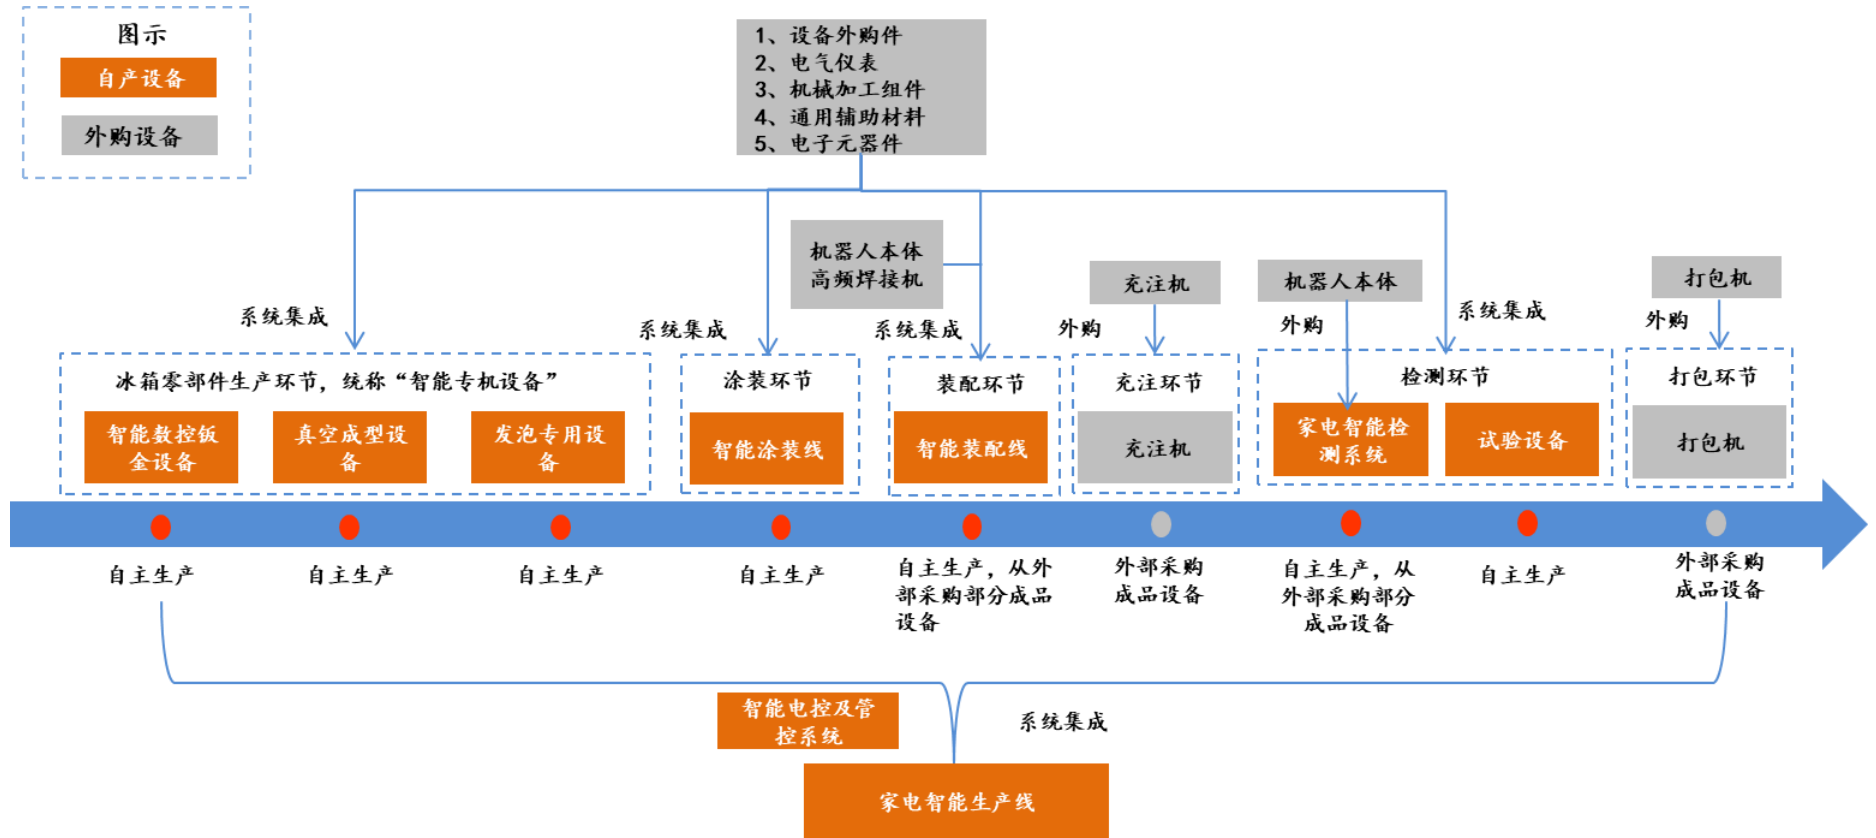 图示
自产设备
外购设备
1、设备外购件
2、电气仪表
3、机械加工组件
4、通用辅助材料
5、电子元器件
机器人本体
高频焊接机
充注机
机器人本体
打包机
系统集成
系统集成
系统集成
外购
外购
系统集成
外购
冰箱零部件生产环节，统称“智能专机设备”
智能数控钣
金设备
真空成型设
备
发泡专用设
备
涂装环节
智能涂装线
装配环节
智能装配线
充注环节
充注机
检测环节
家电智能检
测系统
试验设备
打包环节
打包机
自主生产
自主生产
自主生产
自主生产
自主生产，从外
部采购部分成品
设备
外部采购
成品设备
自主生产，从
外部采购部分
成品设备
自主生产
外部采购
成品设备
智能电控及管
控系统
系统集成
家电智能生产线